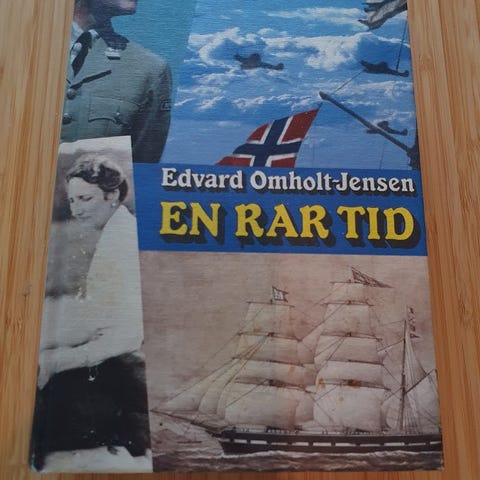 Edvard Omholt-Jensen
EN RAR TID